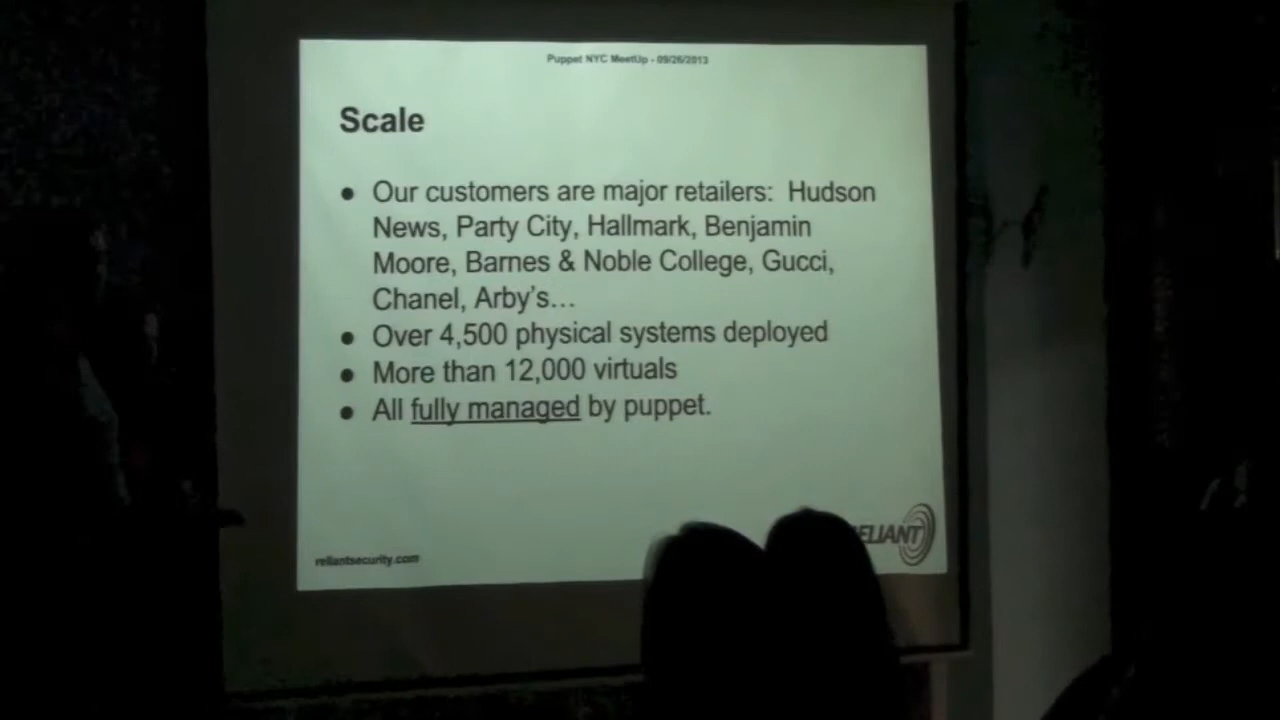 Puppet NYC MeetUp - 09/26/2013
Scale
● Our customers are major retailers:  Hudson
News, Party City, Hallmark, Benjamin
Moore, Barnes & Noble College, Gucci,
Chanel, Arby's...
● Over 4,500 physical systems deployed
● More than 12,000 virtuals
● All fully managed by puppet.
RELIANT
reliantsecurity.com